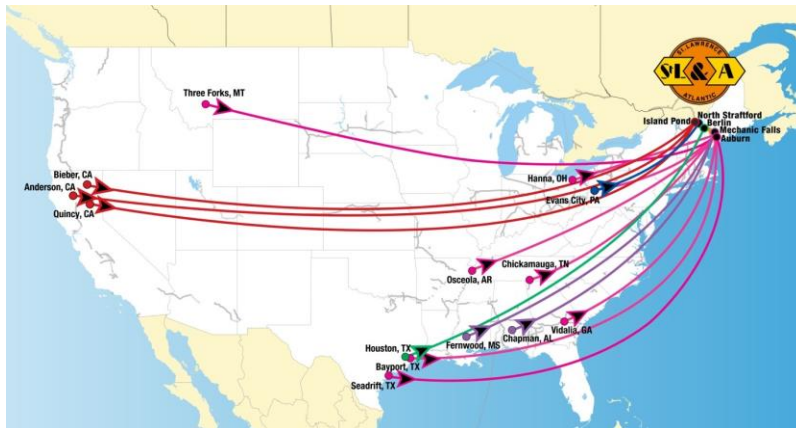 ST. LAWRENCE
StL & A
ATLANTIC
Three Forks, MT
North Stratford
Island Pond
Berlin
Mechanic Falls
Auburn
Bieber, CA
Anderson, CA
Quincy, CA
Hanna, OH
Evans City, PA
Chickamauga, TN
Osceola, AR
Vidalia, GA
Chapman, AL
Fernwood, MS
Houston, TX
Bayport, TX
Seadrift, TX